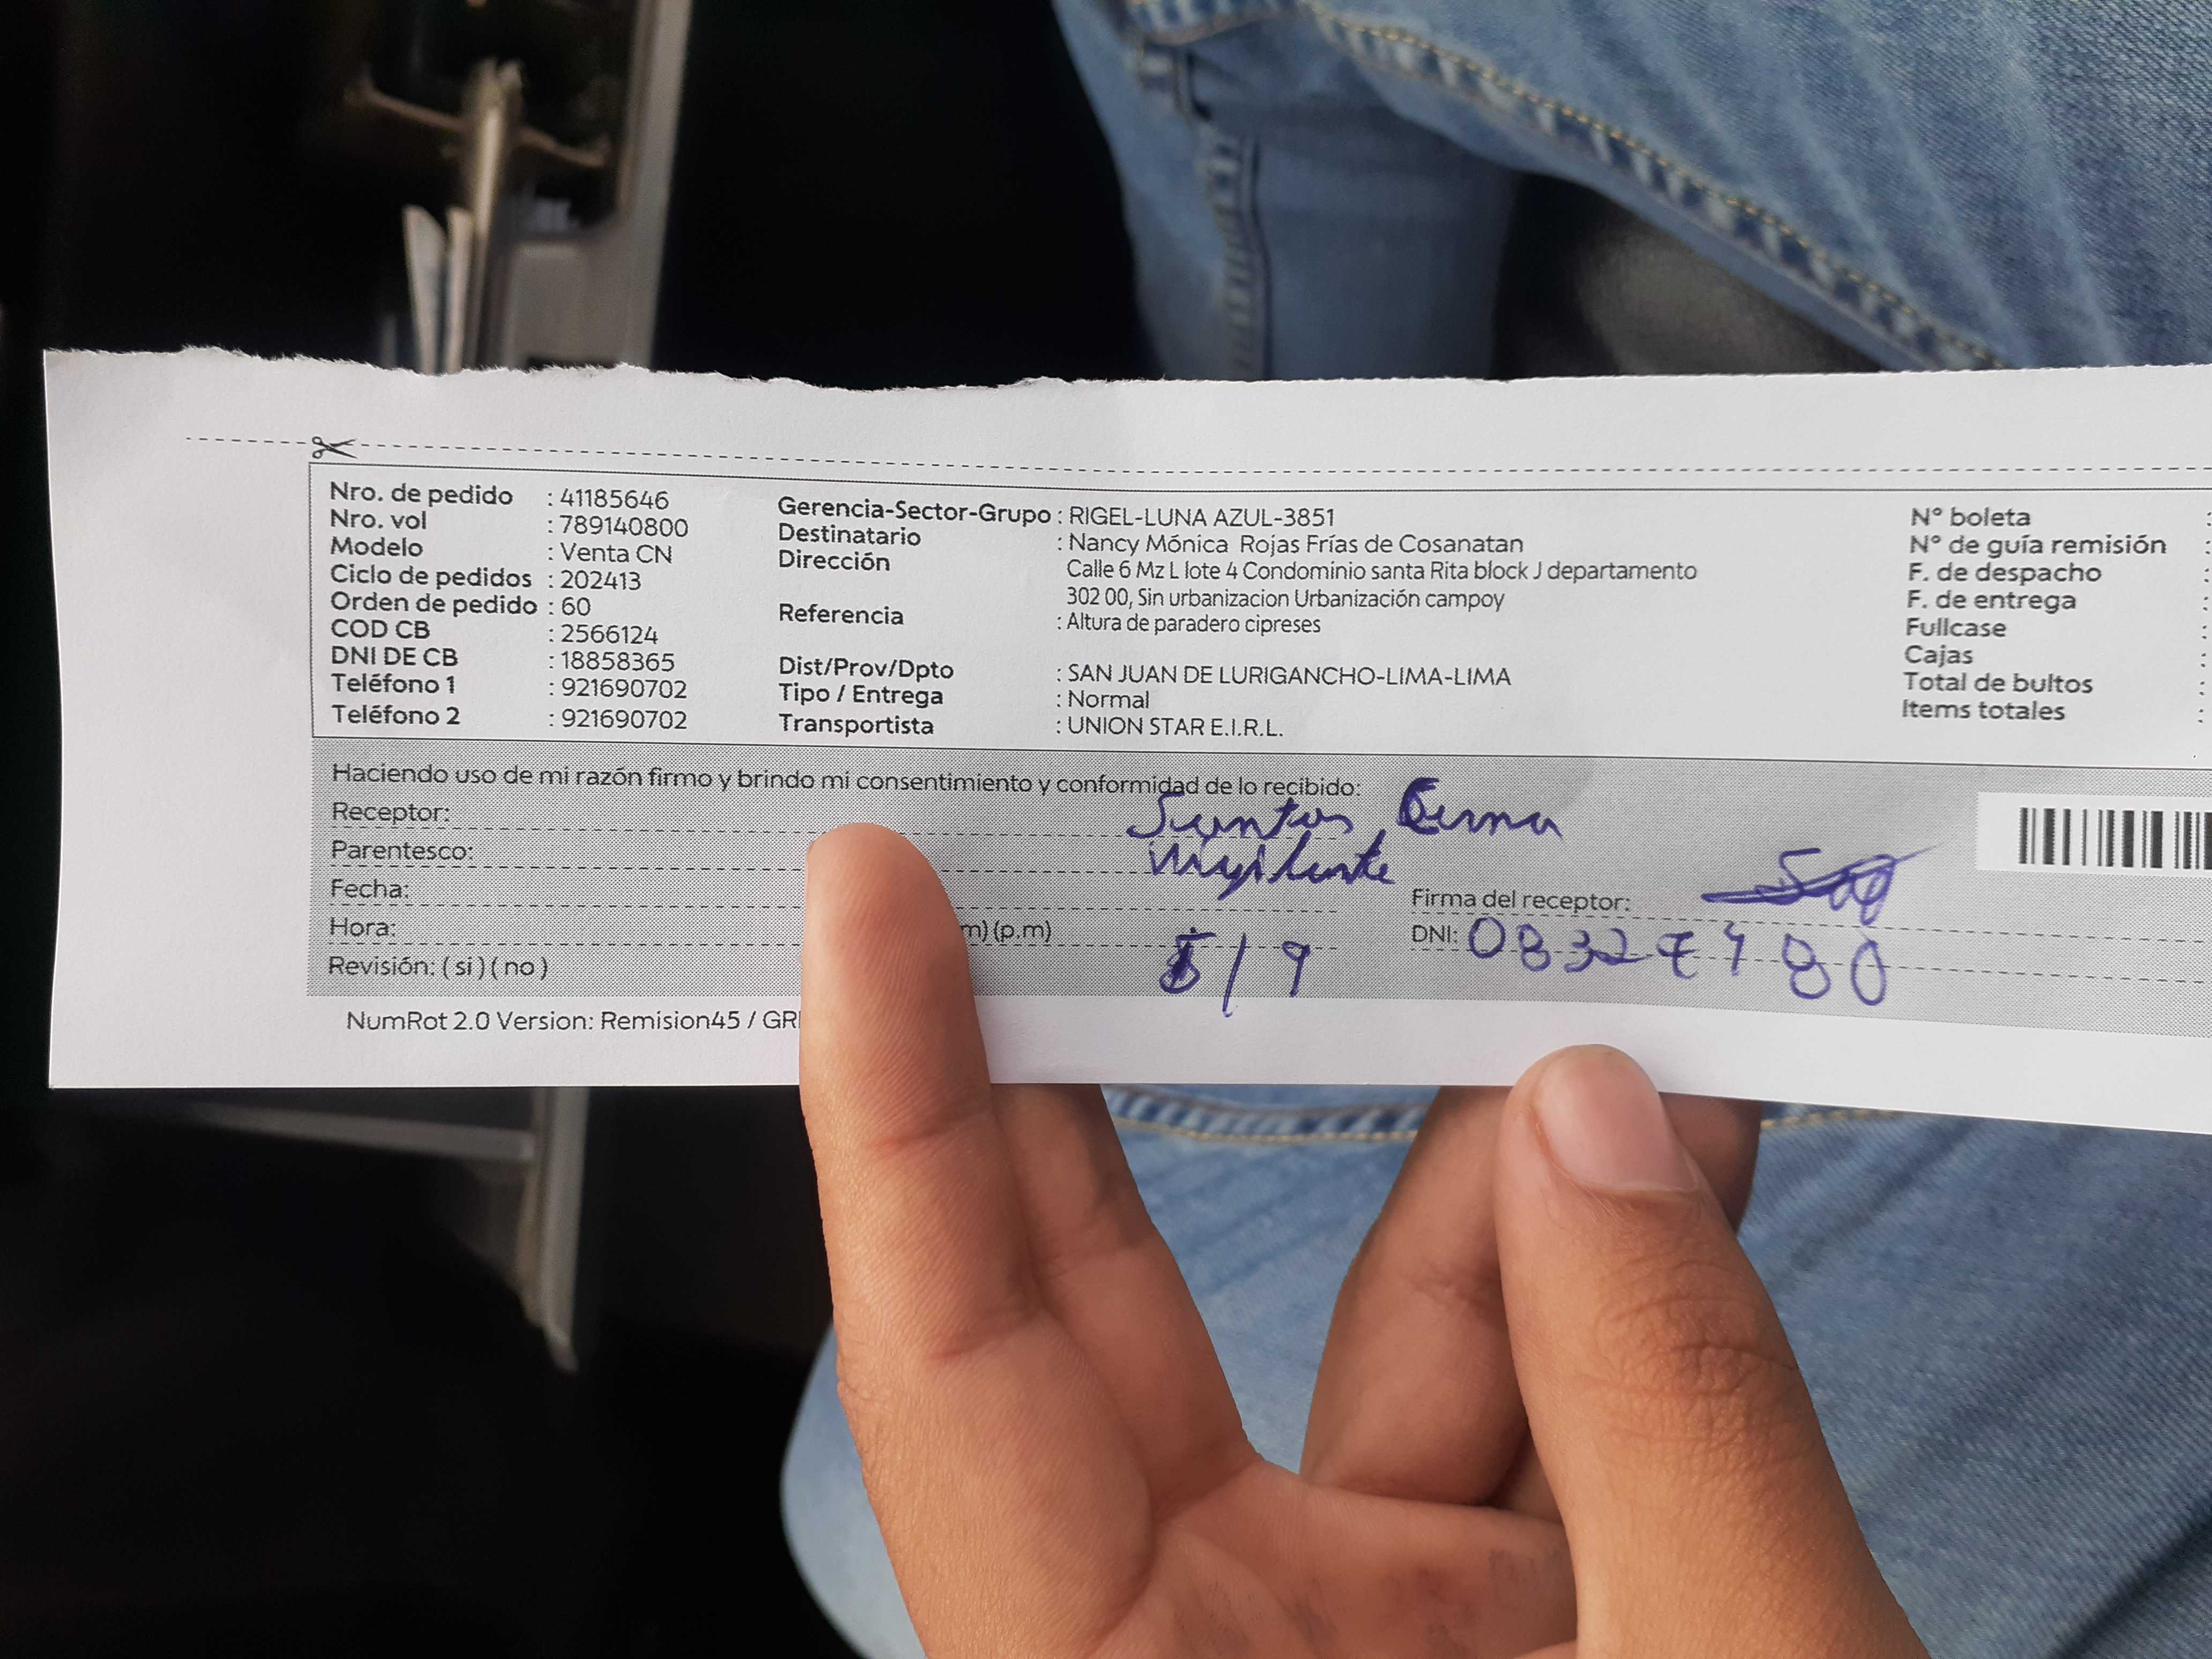 Nro. de pedido : 41185646
Nro. vol : 789140800
Modelo : Venta CN
Ciclo de pedidos : 202413
Orden de pedido : 60
COD CB : 2566124
DNI DE CB : 18858365
Teléfono 1 : 921690702
Teléfono 2 : 921690702
Gerencia-Sector-Grupo : RIGEL-LUNA AZUL-3851
Destinatario : Nancy Mónica Rojas Frías de Cosanatan
Dirección Calle 6 Mz L lote 4 Condominio santa Rita block J departamento
302 00, Sin urbanizacion Urbanización campoy
Referencia : Altura de paradero cipreses
Dist/Prov/Dpto : SAN JUAN DE LURIGANCHO-LIMA-LIMA
Tipo / Entrega : Normal
Transportista : UNION STAR E.I.R.L.
N° boleta :
N° de guía remisión :
F. de despacho :
F. de entrega :
Fullcase :
Cajas :
Total de bultos :
Items totales :
Haciendo uso de mi razón firmo y brindo mi consentimiento y conformidad de lo recibido:
Receptor: Santos
Parentesco: vigilante
Fecha:
Hora: m) (p.m)
Revisión: ( si ) ( no )
Firma del receptor:
DNI:
NumRot 2.0 Version: Remision45 / GR